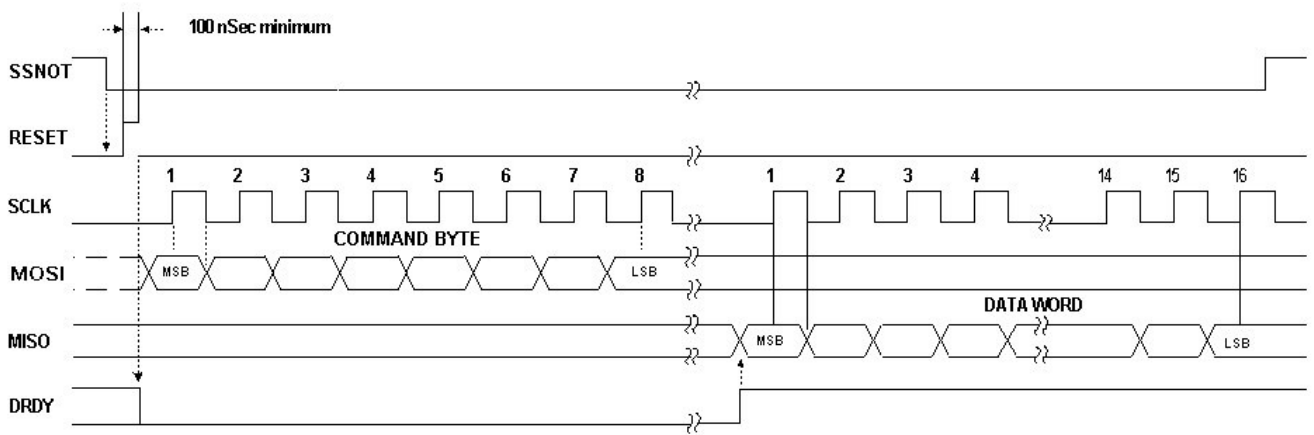 100 nSec minimum
SSNOT
RESET
1 2 3 4 5 6 7 8 1 2 3 4 14 15 16
SCLK
COMMAND BYTE
MOSI MSB LSB
DATA WORD
MISO MSB LSB
DRDY